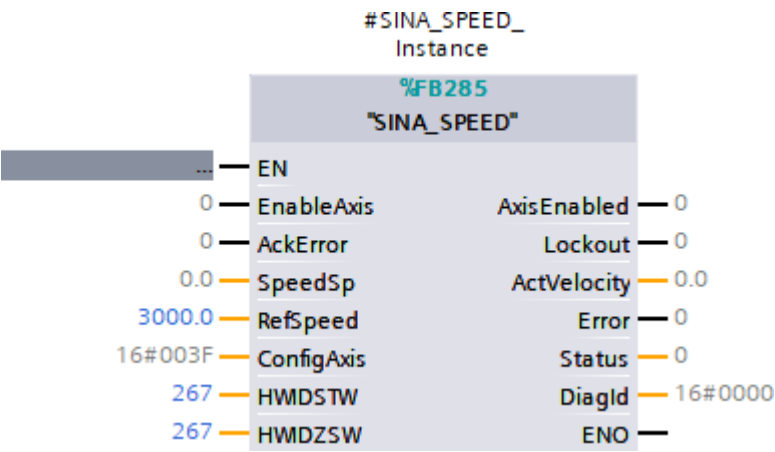 #SINA_SPEED_
Instance
%FB285
"SINA_SPEED"
... EN
0 EnableAxis AxisEnabled 0
0 AckError Lockout 0
0.0 SpeedSp ActVelocity 0.0
3000.0 RefSpeed Error 0
16#003F ConfigAxis Status 0
267 HWIDSTW DiagId 16#0000
267 HWIDZSW ENO